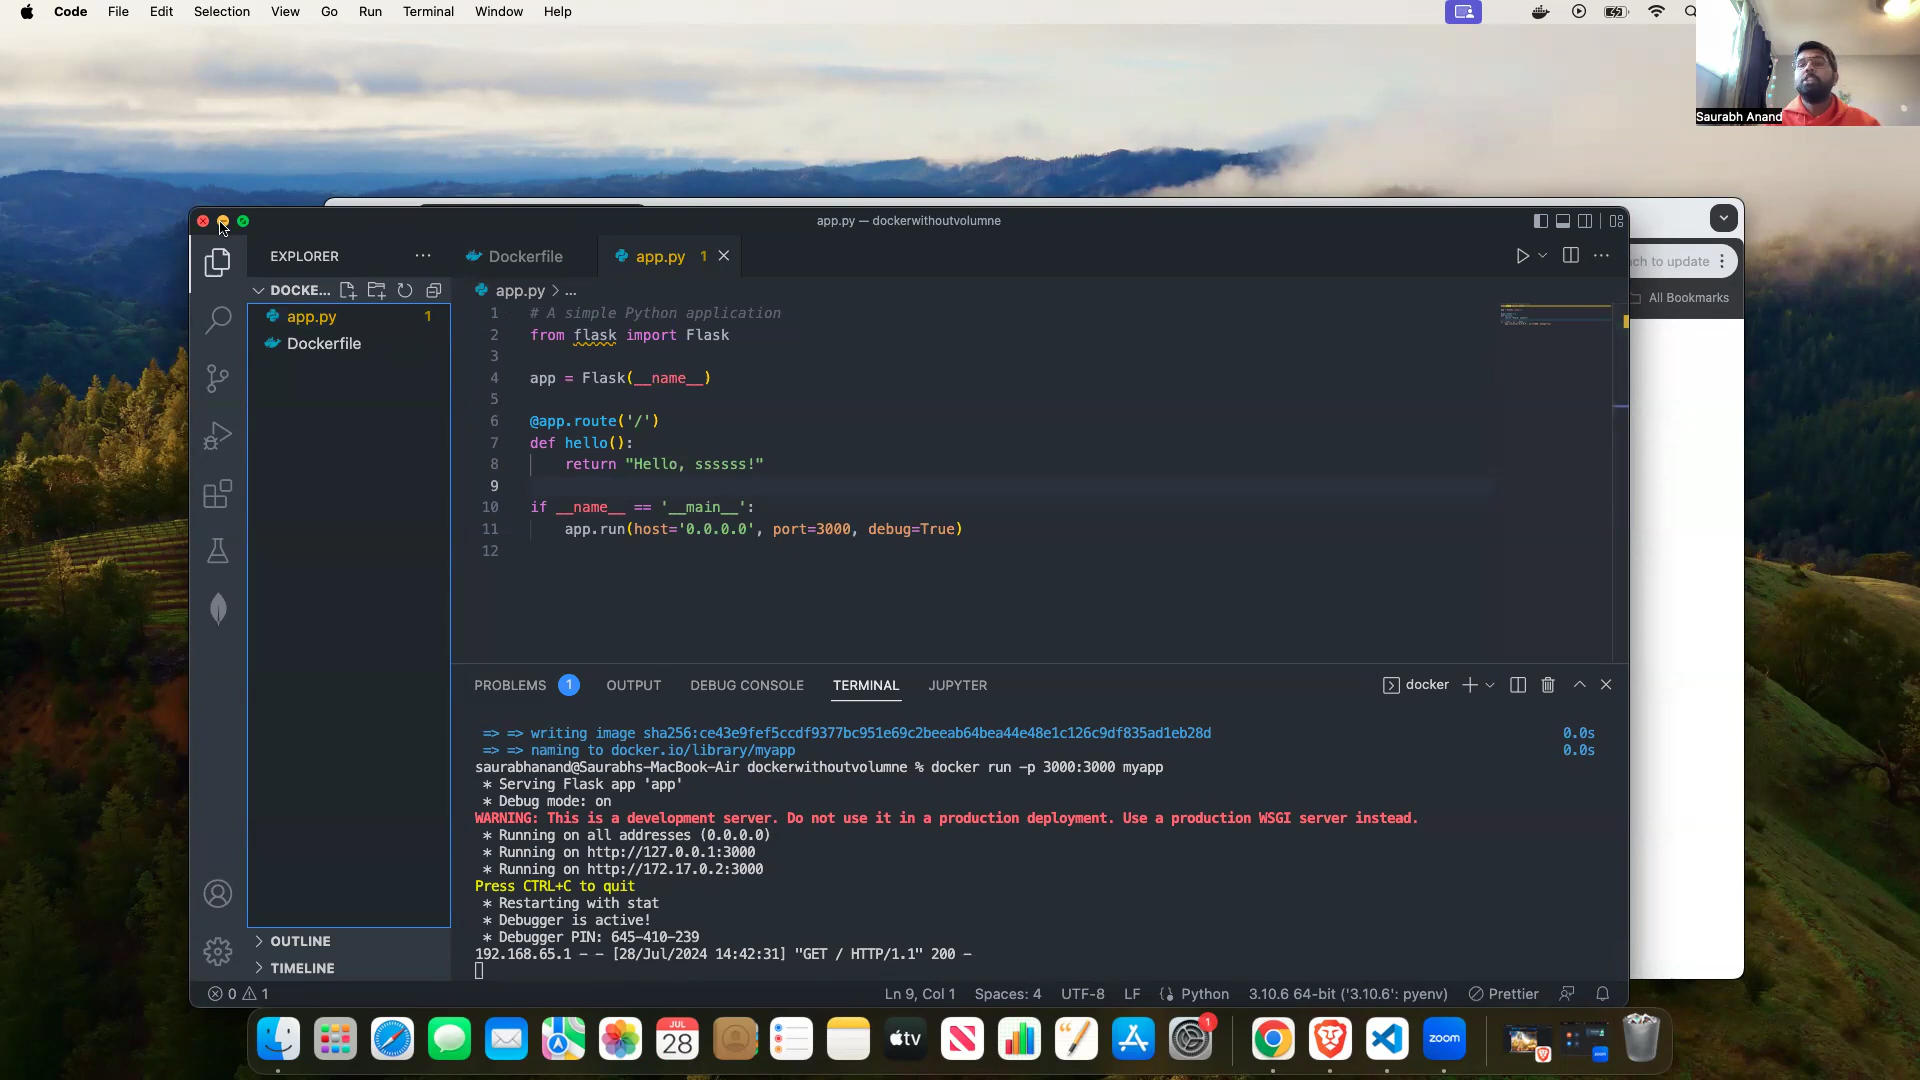 Code File Edit Selection View Go Run Terminal Window Help
Saurabh Anand
app.py — dockerwithoutvolumne
ch to update
All Bookmarks
EXPLORER
Dockerfile
app.py 1
DOCKE...
app.py 1
Dockerfile
OUTLINE
TIMELINE
app.py > ...
1 # A simple Python application
2 from flask import Flask
3
4 app = Flask(__name__)
5
6 @app.route('/')
7 def hello():
8 return "Hello, ssssss!"
9
10 if __name__ == '__main__':
11 app.run(host='0.0.0.0', port=3000, debug=True)
12
PROBLEMS 1 OUTPUT DEBUG CONSOLE TERMINAL JUPYTER
docker
=> => writing image sha256:ce43e9fef5ccdf9377bc951e69c2beeab64bea44e48e1c126c9df835ad1eb28d 0.0s
=> => naming to docker.io/library/myapp 0.0s
saurabhanand@Saurabhs-MacBook-Air dockerwithoutvolumne % docker run -p 3000:3000 myapp
* Serving Flask app 'app'
* Debug mode: on
WARNING: This is a development server. Do not use it in a production deployment. Use a production WSGI server instead.
* Running on all addresses (0.0.0.0)
* Running on http://127.0.0.1:3000
* Running on http://172.17.0.2:3000
Press CTRL+C to quit
* Restarting with stat
* Debugger is active!
* Debugger PIN: 645-410-239
192.168.65.1 - - [28/Jul/2024 14:42:31] "GET / HTTP/1.1" 200 -
0 1
Ln 9, Col 1 Spaces: 4 UTF-8 LF Python 3.10.6 64-bit ('3.10.6': pyenv) Prettier
JUL
28
tv
1
zoom